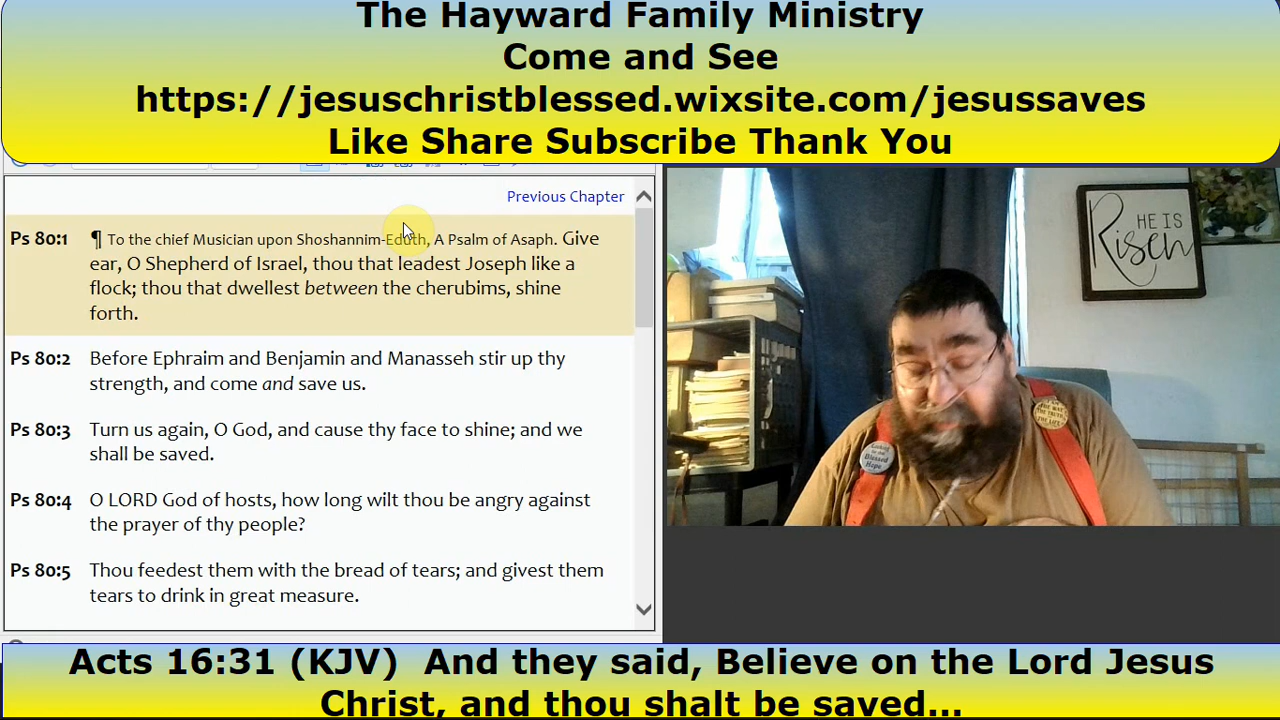 The Hayward Family Ministry
Come and See
https://jesuschristblessed.wixsite.com/jesussaves
Like Share Subscribe Thank You
Previous Chapter
Ps 80:1 ¶ To the chief Musician upon Shoshannim-Eduth, A Psalm of Asaph. Give
ear, O Shepherd of Israel, thou that leadest Joseph like a
flock; thou that dwellest between the cherubims, shine
forth.
Ps 80:2 Before Ephraim and Benjamin and Manasseh stir up thy
strength, and come and save us.
Ps 80:3 Turn us again, O God, and cause thy face to shine; and we
shall be saved.
Ps 80:4 O LORD God of hosts, how long wilt thou be angry against
the prayer of thy people?
Ps 80:5 Thou feedest them with the bread of tears; and givest them
tears to drink in great measure.
HE IS
Risen
Blessed
Hope
THE TRUTH
Acts 16:31 (KJV) And they said, Believe on the Lord Jesus
Christ, and thou shalt be saved...